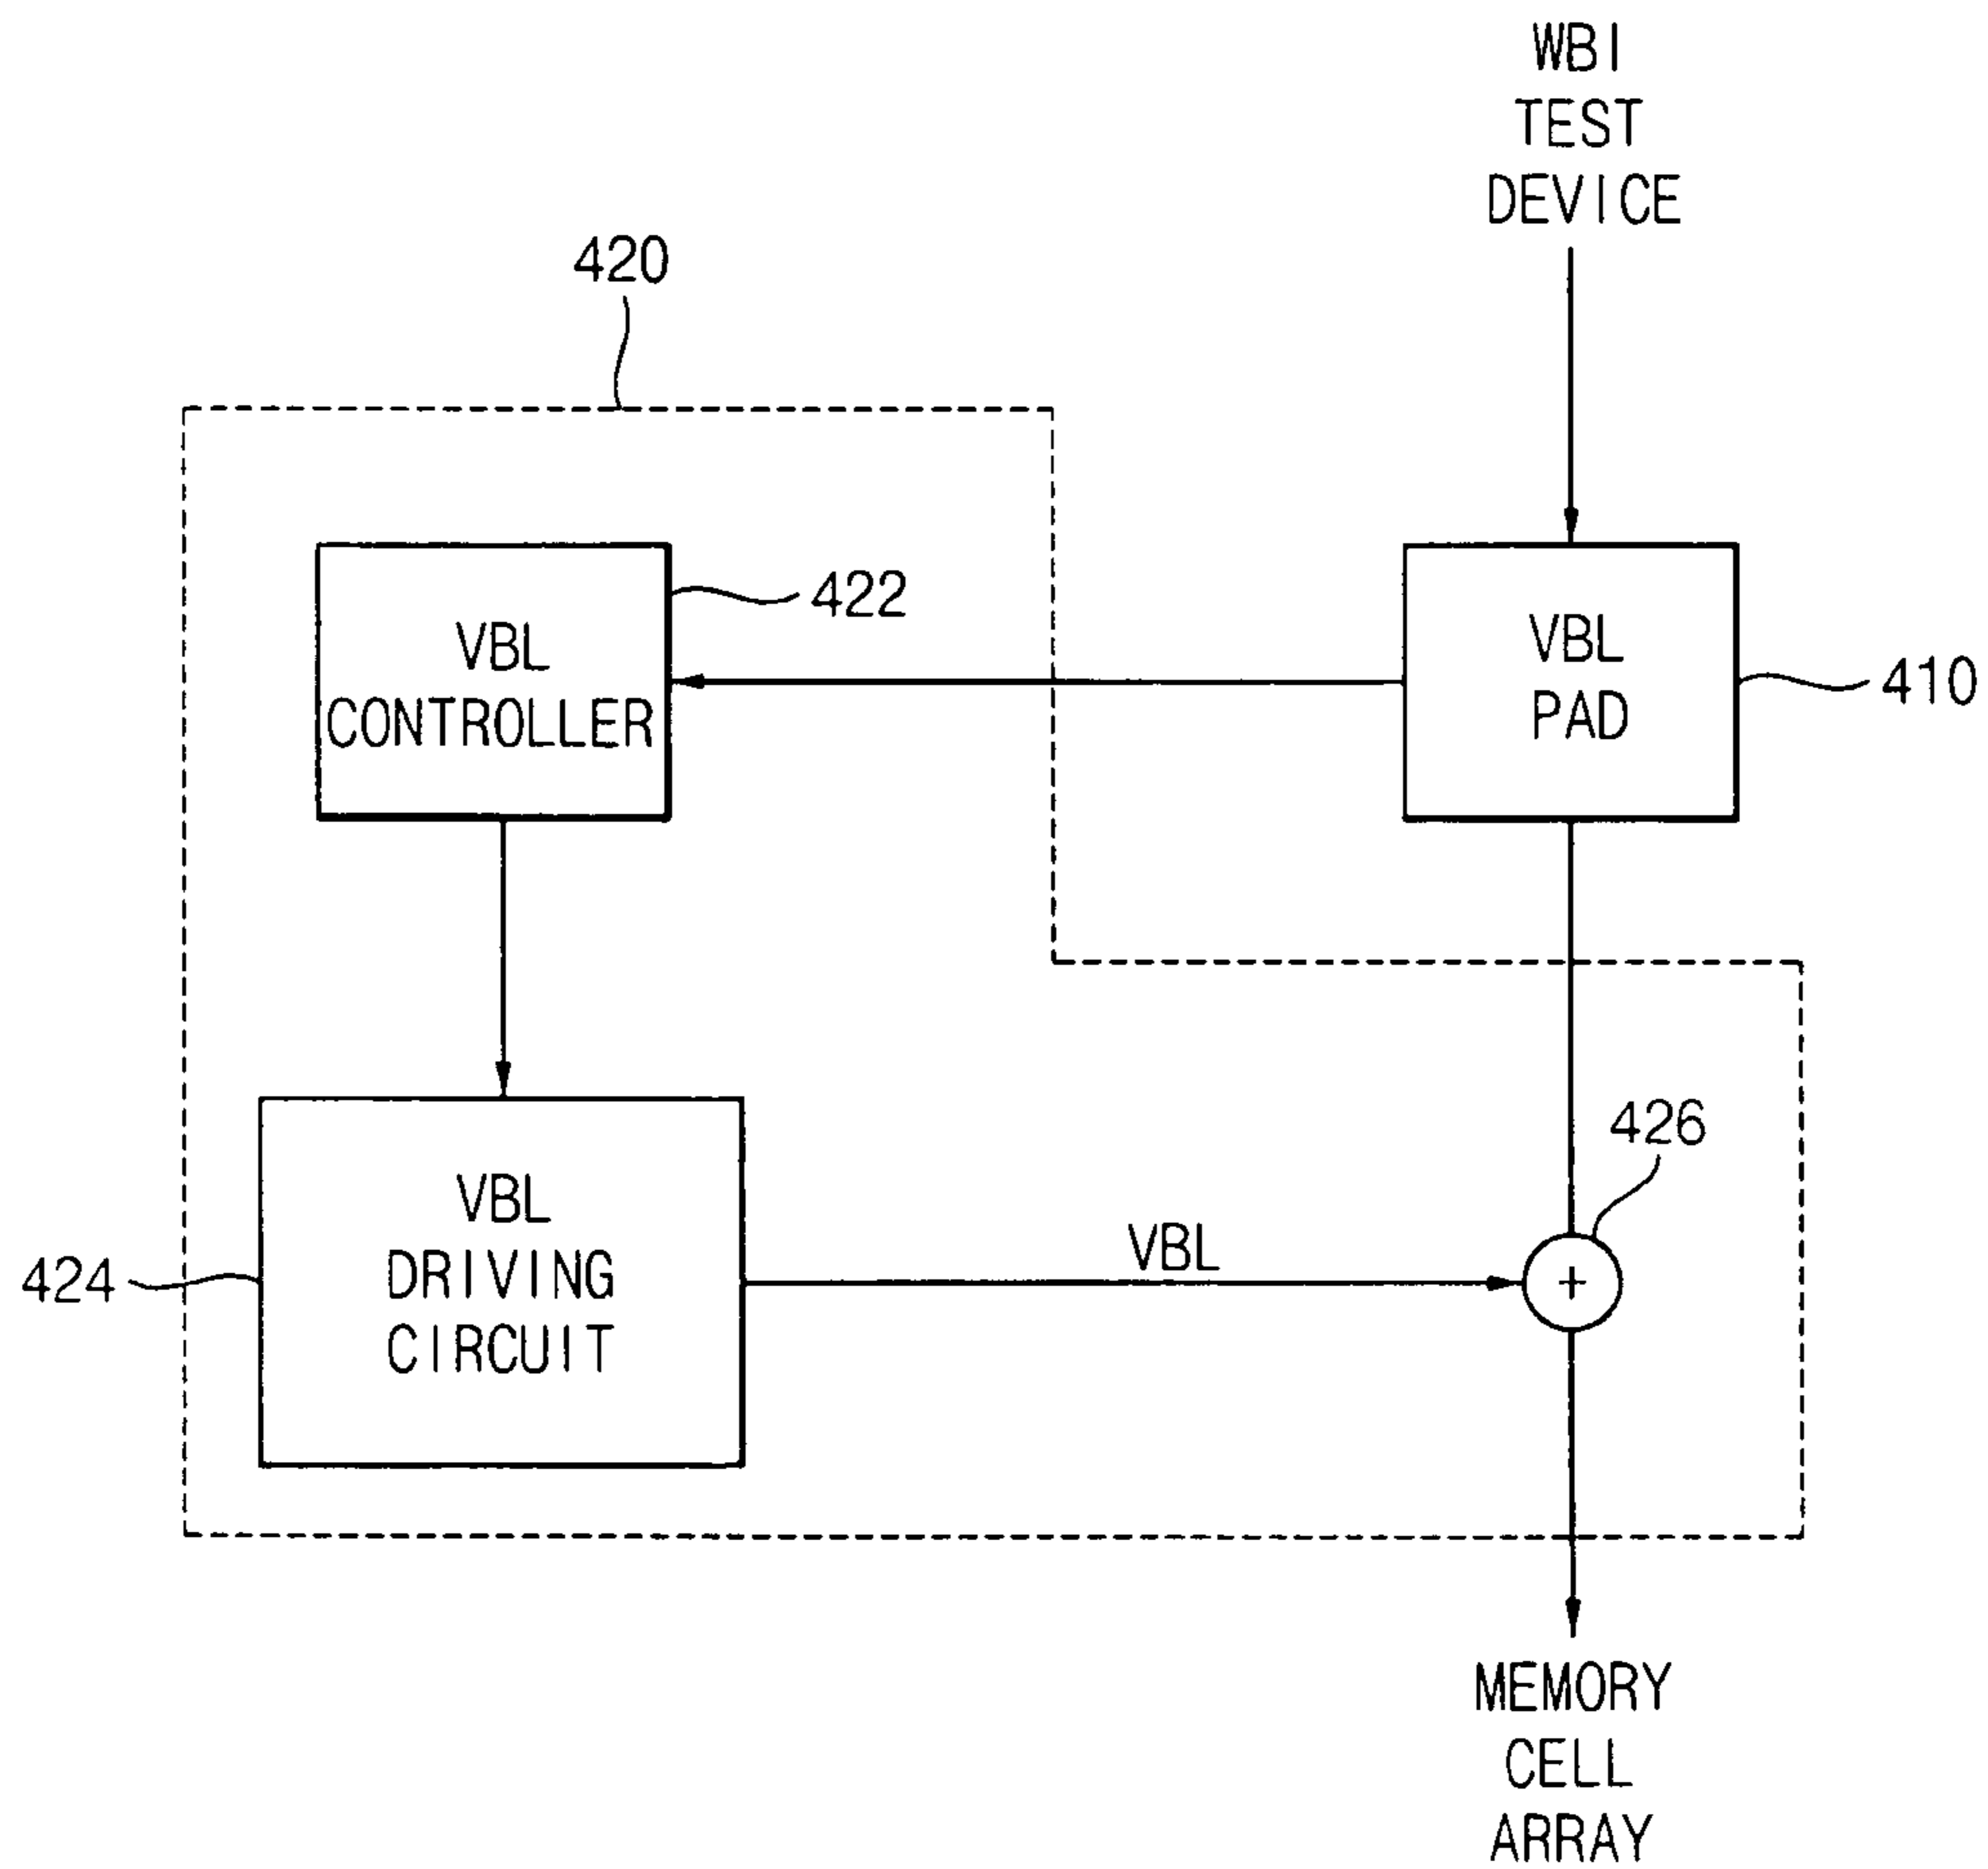 WBI
TEST
DEVICE
420
VBL
CONTROLLER
422
VBL
PAD
410
426
VBL
DRIVING
CIRCUIT
424
VBL
+
MEMORY
CELL
ARRAY